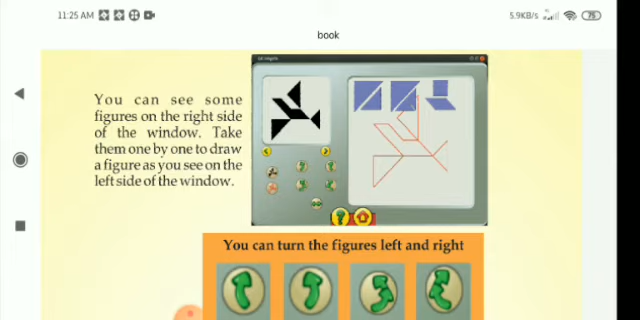 11:25 AM
5.9KB/s
75
book
You can see some
figures on the right side
of the window. Take
them one by one to draw
a figure as you see on the
left side of the window.
You can turn the figures left and right